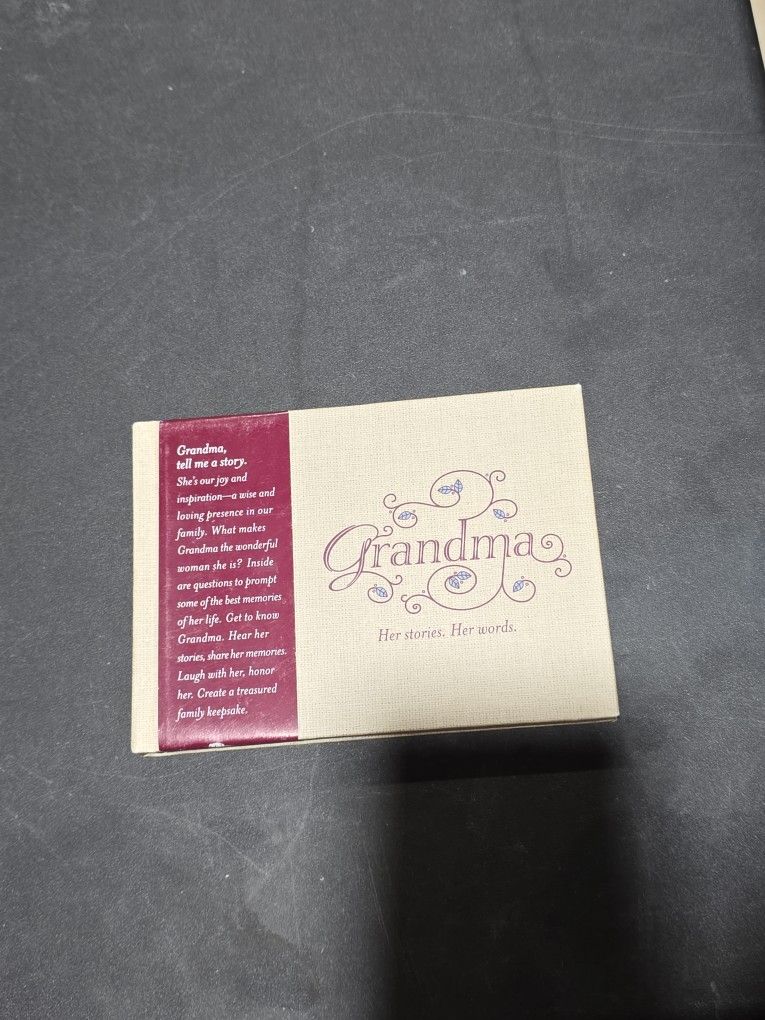 Grandma,
tell me a story.
She's our joy and
inspiration—a wise and
loving presence in our
family. What makes
Grandma the wonderful
woman she is? Inside
are questions to prompt
some of the best memories
of her life. Get to know
Grandma. Hear her
stories, share her memories.
Laugh with her, honor
her. Create a treasured
family keepsake.
Grandma
Her stories. Her words.